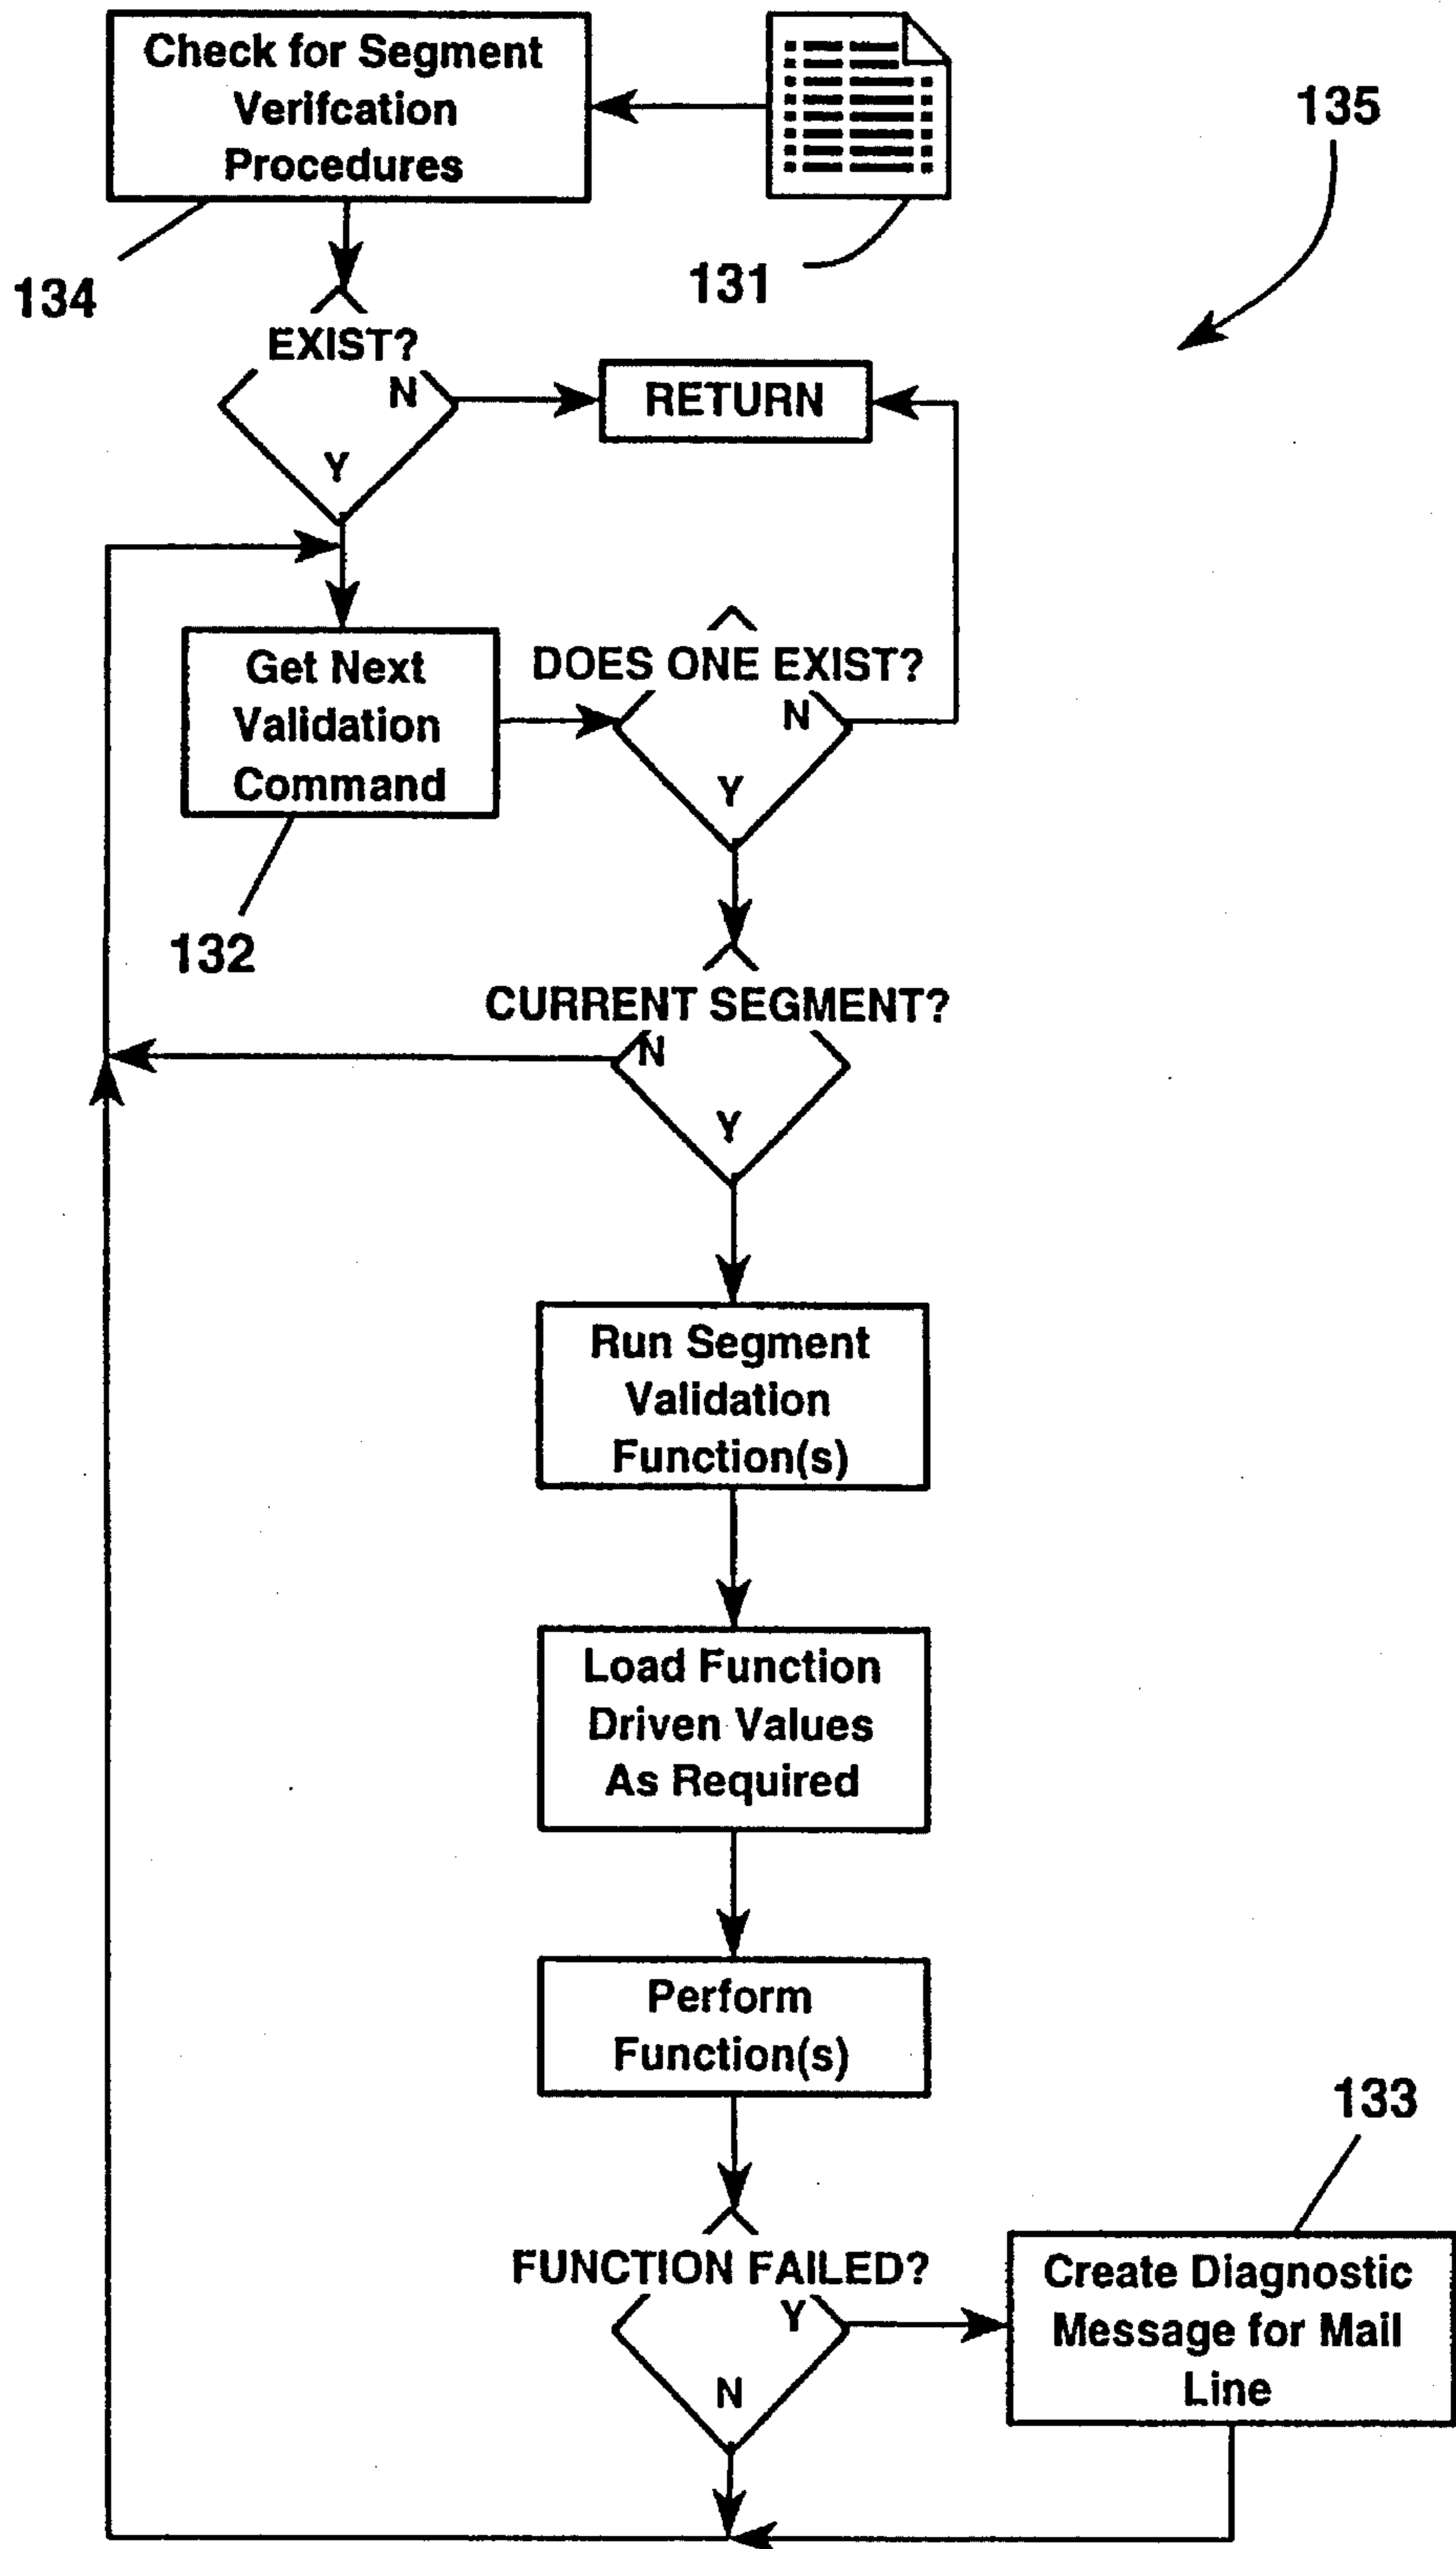 Check for Segment
Verifcation
Procedures
135
134
131
EXIST?
N
RETURN
Y
Get Next
Validation
Command
DOES ONE EXIST?
N
Y
132
CURRENT SEGMENT?
N
Y
Run Segment
Validation
Function(s)
Load Function
Driven Values
As Required
Perform
Function(s)
133
FUNCTION FAILED?
Y
N
Create Diagnostic
Message for Mail
Line